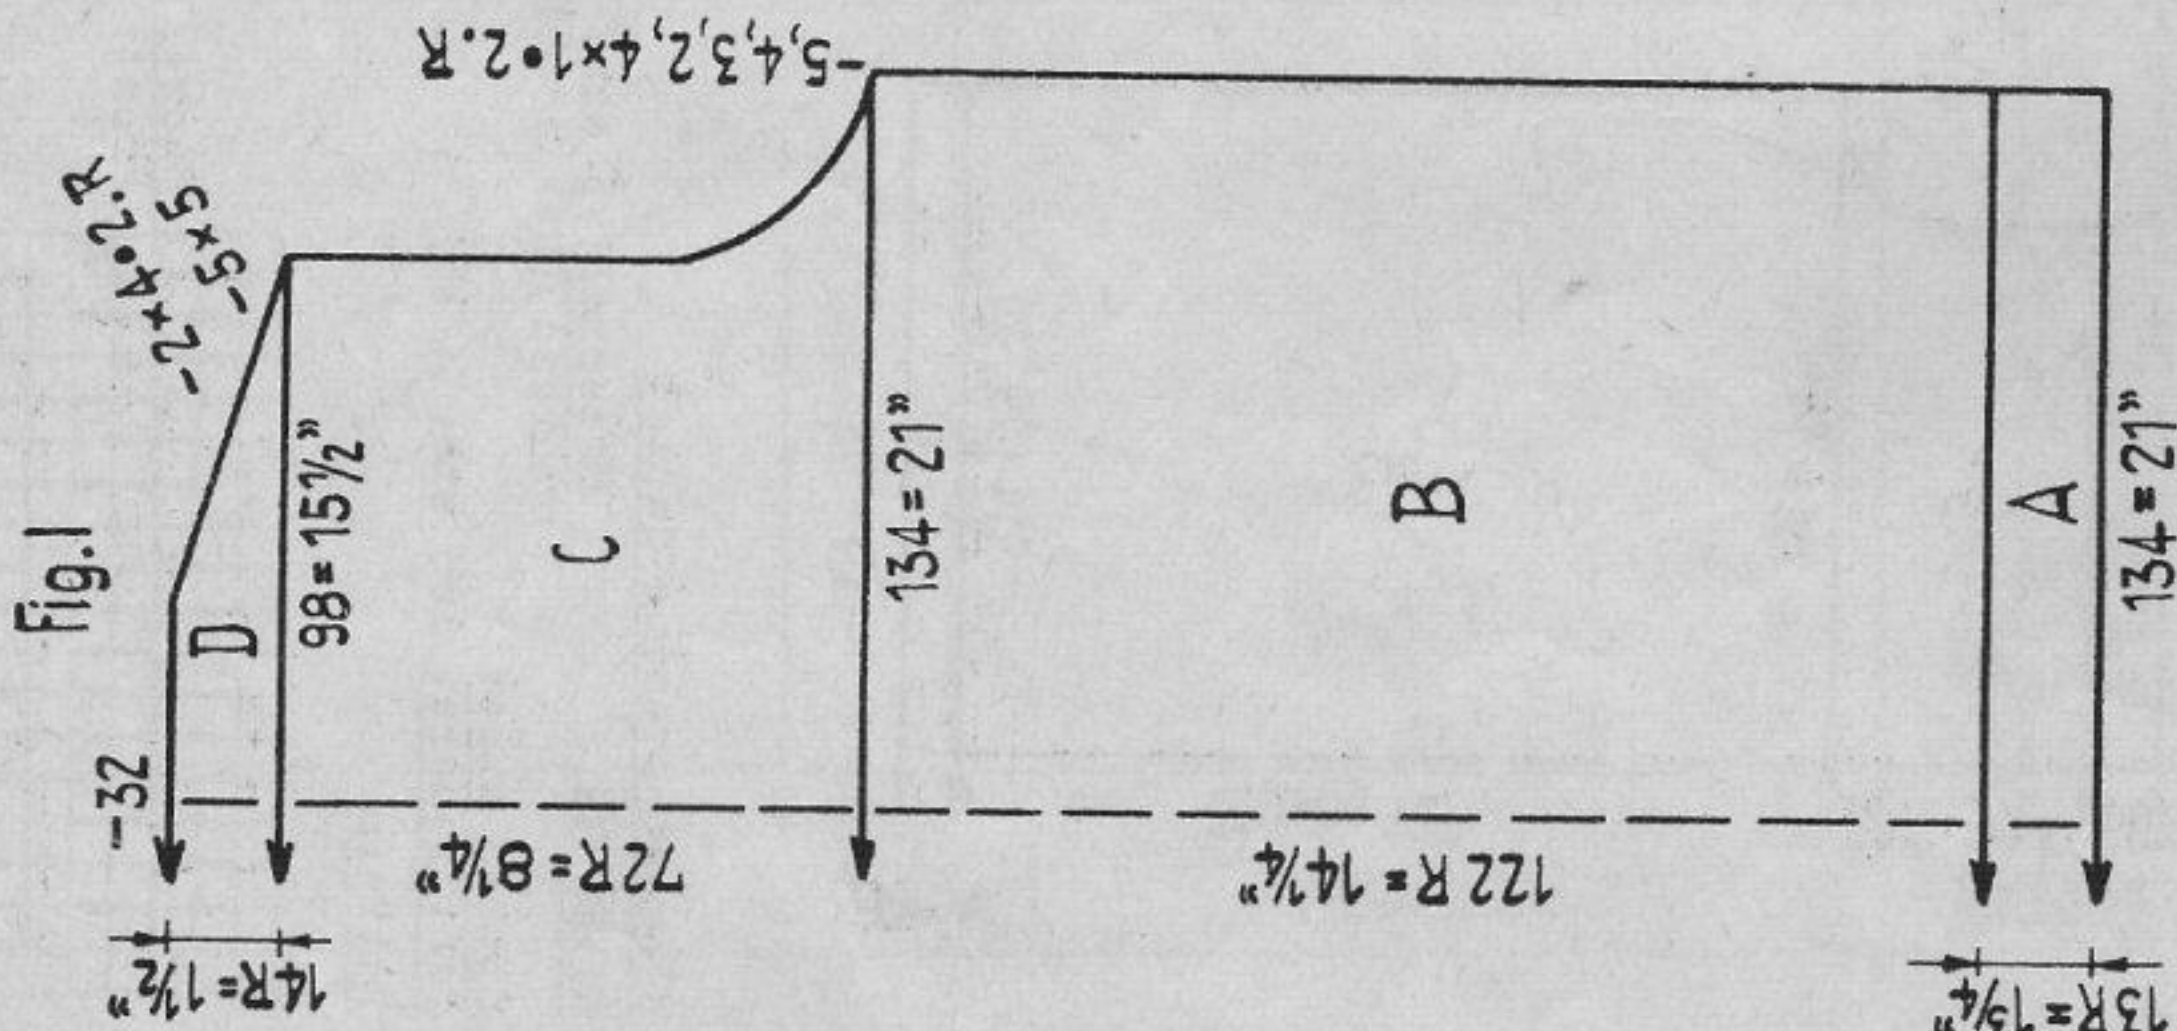 Fig.1
-32
-2×4•2.R
-5×5
D
14R=1½"
98=15½"
C
72R=8¼"
-5,4,3,2,4×1•2.R
134=21"
B
122R=14¼"
A
13R=1¾"
134=21"